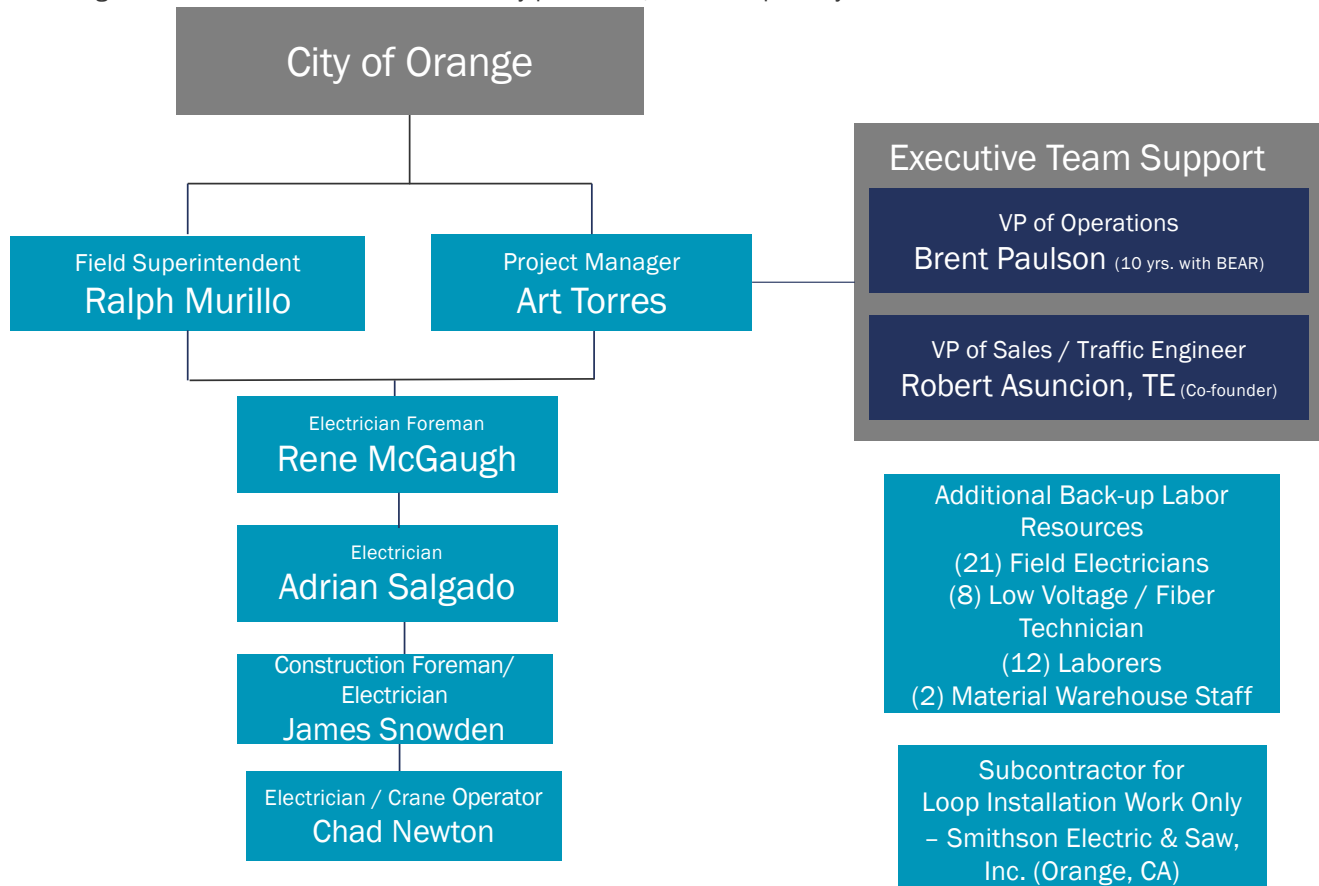 City of Orange
Executive Team Support
VP of Operations
Brent Paulson (10 yrs. with BEAR)
VP of Sales / Traffic Engineer
Robert Asuncion, TE (Co-founder)
Field Superintendent
Ralph Murillo
Project Manager
Art Torres
Electrician Foreman
Rene McGaugh
Electrician
Adrian Salgado
Construction Foreman/
Electrician
James Snowden
Electrician / Crane Operator
Chad Newton
Additional Back-up Labor
Resources
(21) Field Electricians
(8) Low Voltage / Fiber
Technician
(12) Laborers
(2) Material Warehouse Staff
Subcontractor for
Loop Installation Work Only
– Smithson Electric & Saw,
Inc. (Orange, CA)